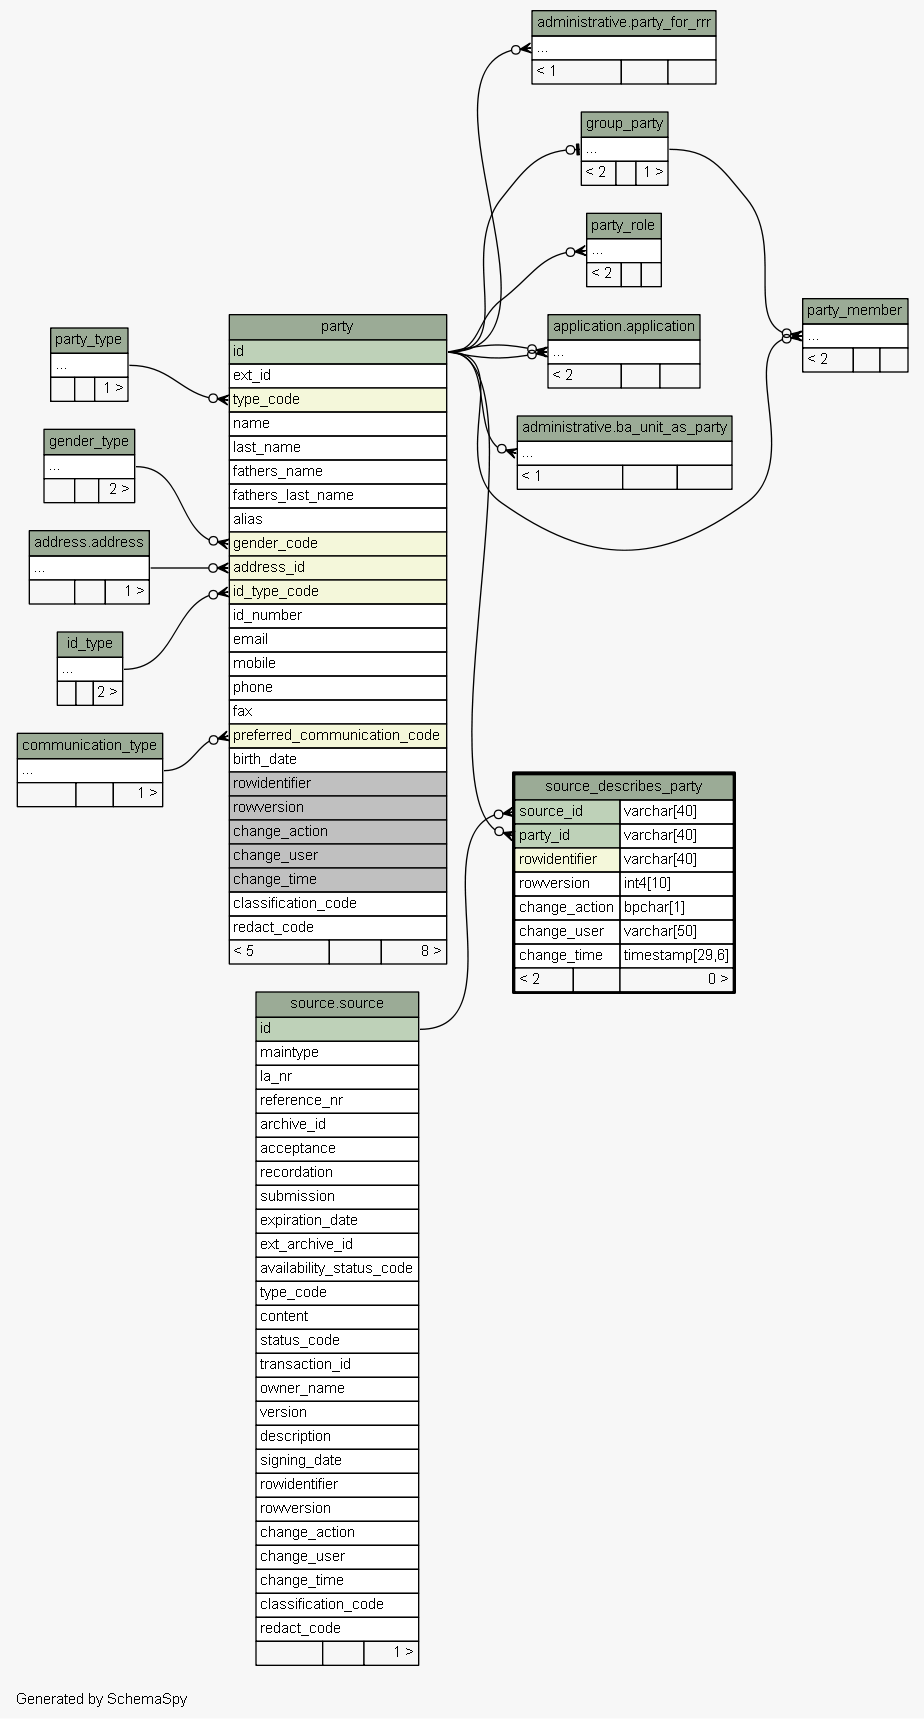 administrative.party_for_rrr
...
< 1
group_party
...
< 2 1 >
party_role
...
< 2
party_member
...
< 2
application.application
...
< 2
administrative.ba_unit_as_party
...
< 1
party_type
...
1 >
gender_type
...
2 >
address.address
...
1 >
id_type
...
2 >
communication_type
...
1 >
party
id
ext_id
type_code
name
last_name
fathers_name
fathers_last_name
alias
gender_code
address_id
id_type_code
id_number
email
mobile
phone
fax
preferred_communication_code
birth_date
rowidentifier
rowversion
change_action
change_user
change_time
classification_code
redact_code
< 5 8 >
source_describes_party
source_id varchar[40]
party_id varchar[40]
rowidentifier varchar[40]
rowversion int4[10]
change_action bpchar[1]
change_user varchar[50]
change_time timestamp[29,6]
< 2 0 >
source.source
id
maintype
la_nr
reference_nr
archive_id
acceptance
recordation
submission
expiration_date
ext_archive_id
availability_status_code
type_code
content
status_code
transaction_id
owner_name
version
description
signing_date
rowidentifier
rowversion
change_action
change_user
change_time
classification_code
redact_code
1 >
Generated by SchemaSpy